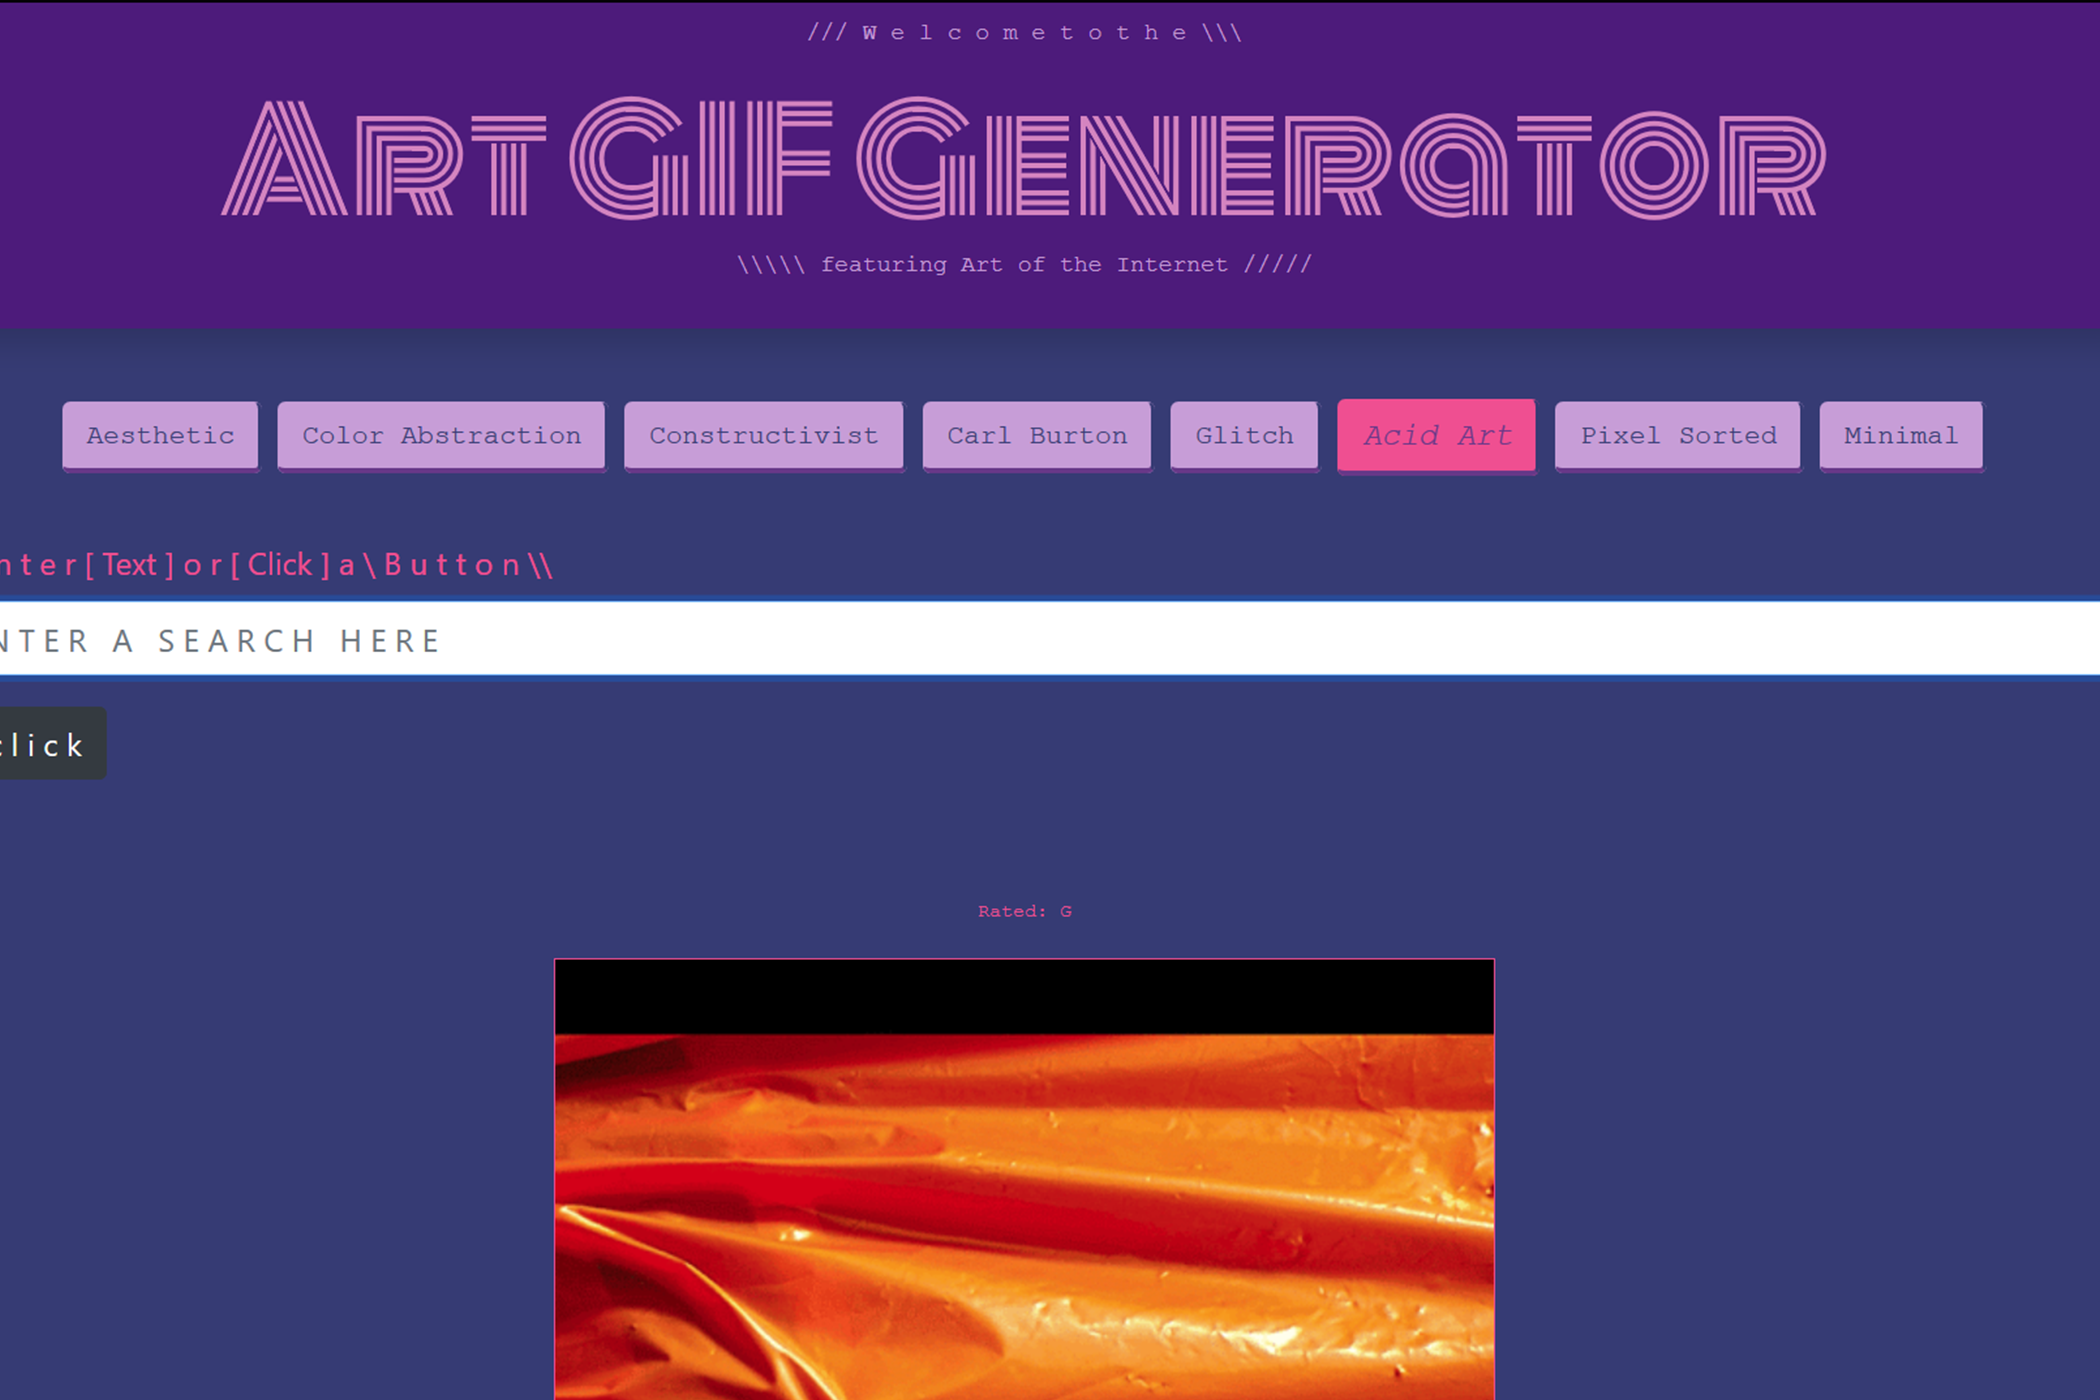 /// W e l c o m e t o t h e \\\
Art GIF Generator
\\\\\ featuring Art of the Internet /////
Aesthetic Color Abstraction Constructivist Carl Burton Glitch Acid Art Pixel Sorted Minimal
n t e r [ Text ] o r [ Click ] a \ B u t t o n \\
NTER A SEARCH HERE
click
Rated: G